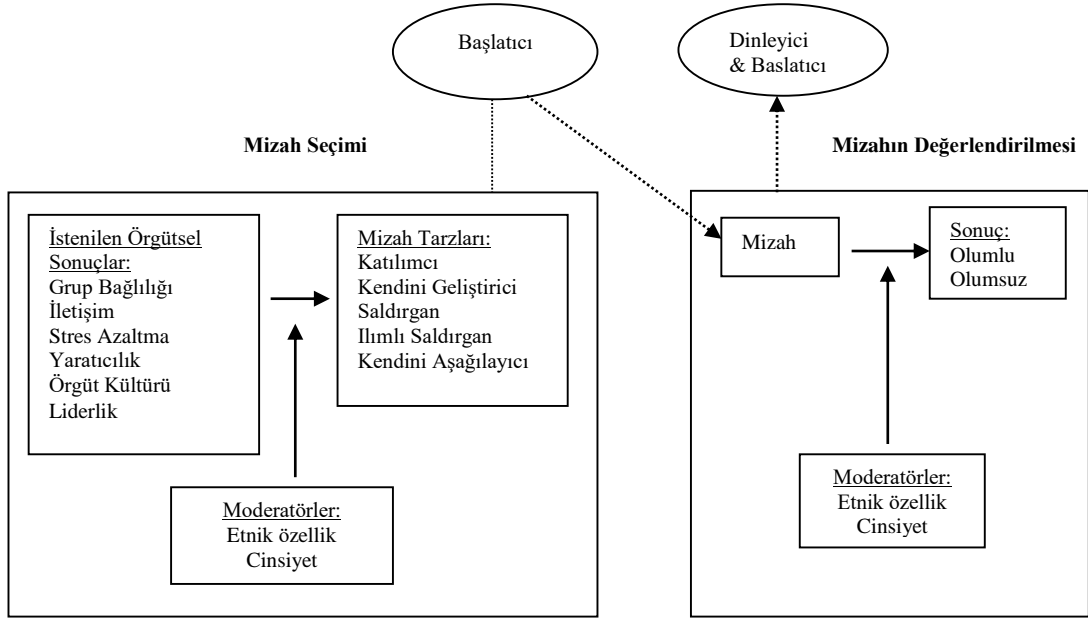 Başlatıcı
Dinleyici
& Baslatıcı
Mizah Seçimi
Mizahın Değerlendirilmesi
İstenilen Örgütsel
Sonuçlar:
Grup Bağlılığı
İletişim
Stres Azaltma
Yaratıcılık
Örgüt Kültürü
Liderlik
Mizah Tarzları:
Katılımcı
Kendini Geliştirici
Saldırgan
Ilımlı Saldırgan
Kendini Aşağılayıcı
Moderatörler:
Etnik özellik
Cinsiyet
Mizah
Sonuç:
Olumlu
Olumsuz
Moderatörler:
Etnik özellik
Cinsiyet